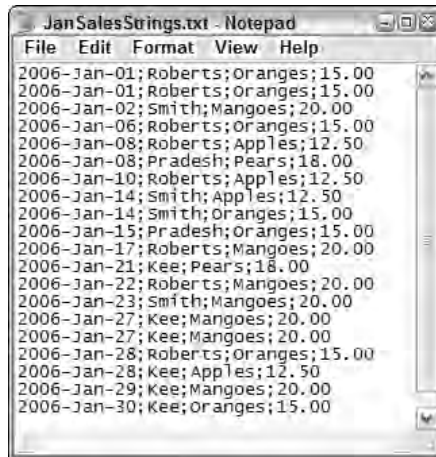 JanSalesStrings.txt - Notepad
File Edit Format View Help
2006-Jan-01;Roberts;Oranges;15.00
2006-Jan-01;Roberts;Oranges;15.00
2006-Jan-02;Smith;Mangoes;20.00
2006-Jan-06;Roberts;Oranges;15.00
2006-Jan-08;Roberts;Apples;12.50
2006-Jan-08;Pradesh;Pears;18.00
2006-Jan-10;Roberts;Apples;12.50
2006-Jan-14;Smith;Apples;12.50
2006-Jan-14;Smith;Oranges;15.00
2006-Jan-15;Pradesh;Oranges;15.00
2006-Jan-17;Roberts;Mangoes;20.00
2006-Jan-21;Kee;Pears;18.00
2006-Jan-22;Roberts;Mangoes;20.00
2006-Jan-23;Smith;Mangoes;20.00
2006-Jan-27;Kee;Mangoes;20.00
2006-Jan-27;Kee;Mangoes;20.00
2006-Jan-28;Roberts;Oranges;15.00
2006-Jan-28;Kee;Apples;12.50
2006-Jan-29;Kee;Mangoes;20.00
2006-Jan-30;Kee;Oranges;15.00